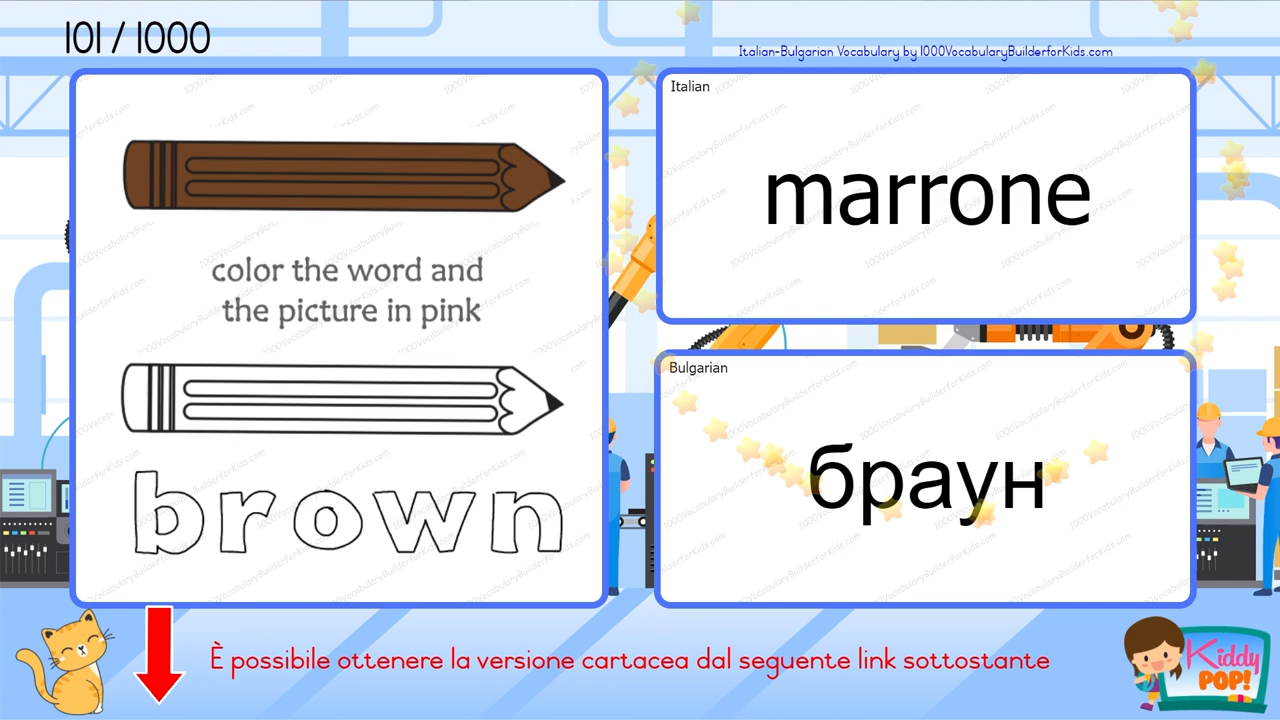 101 / 1000
Italian-Bulgarian Vocabulary by 1000VocabularyBuilderforKids.com
color the word and
the picture in pink
brown
Italian
marrone
Bulgarian
браун
È possibile ottenere la versione cartacea dal seguente link sottostante
Kiddy
POP!